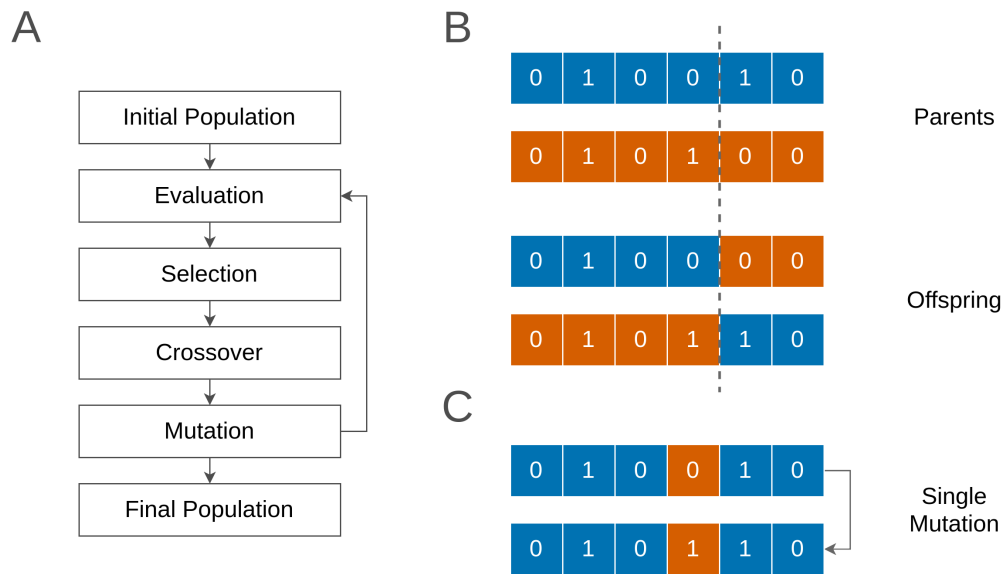 A
Initial Population
Evaluation
Selection
Crossover
Mutation
Final Population
B
0 1 0 0 1 0
0 1 0 1 0 0
Parents
0 1 0 0 0 0
0 1 0 1 1 0
Offspring
C
0 1 0 0 1 0
0 1 0 1 1 0
Single
Mutation